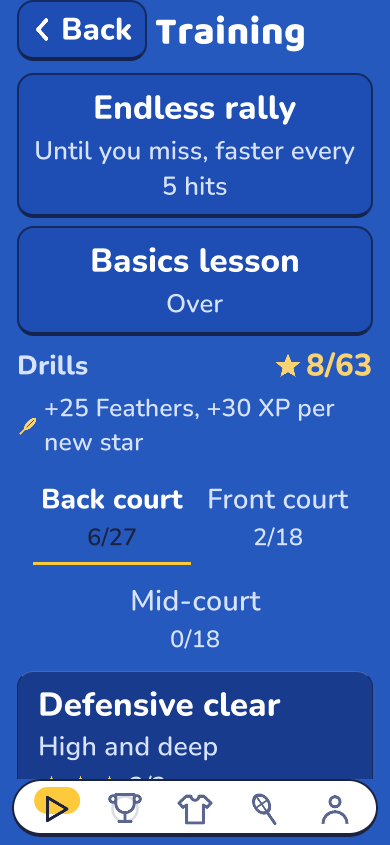 Back
Training
Endless rally
Until you miss, faster every
5 hits
Basics lesson
Over
Drills
8/63
+25 Feathers, +30 XP per
new star
Back court
Front court
6/27
2/18
Mid-court
0/18
Defensive clear
High and deep